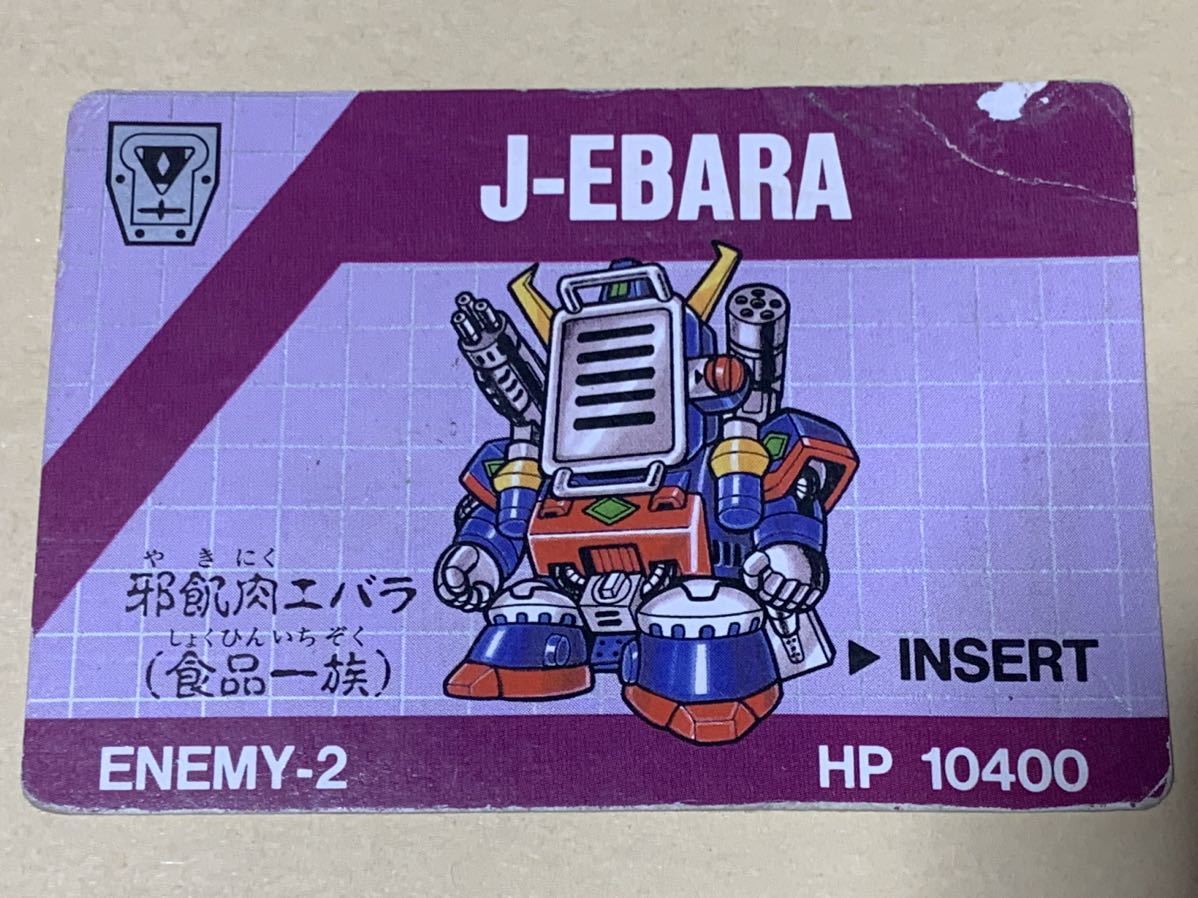 J-EBARA
やきにく
邪飢肉エバラ
しょくひんいちぞく
(食品一族)
▶ INSERT
ENEMY-2
HP 10400